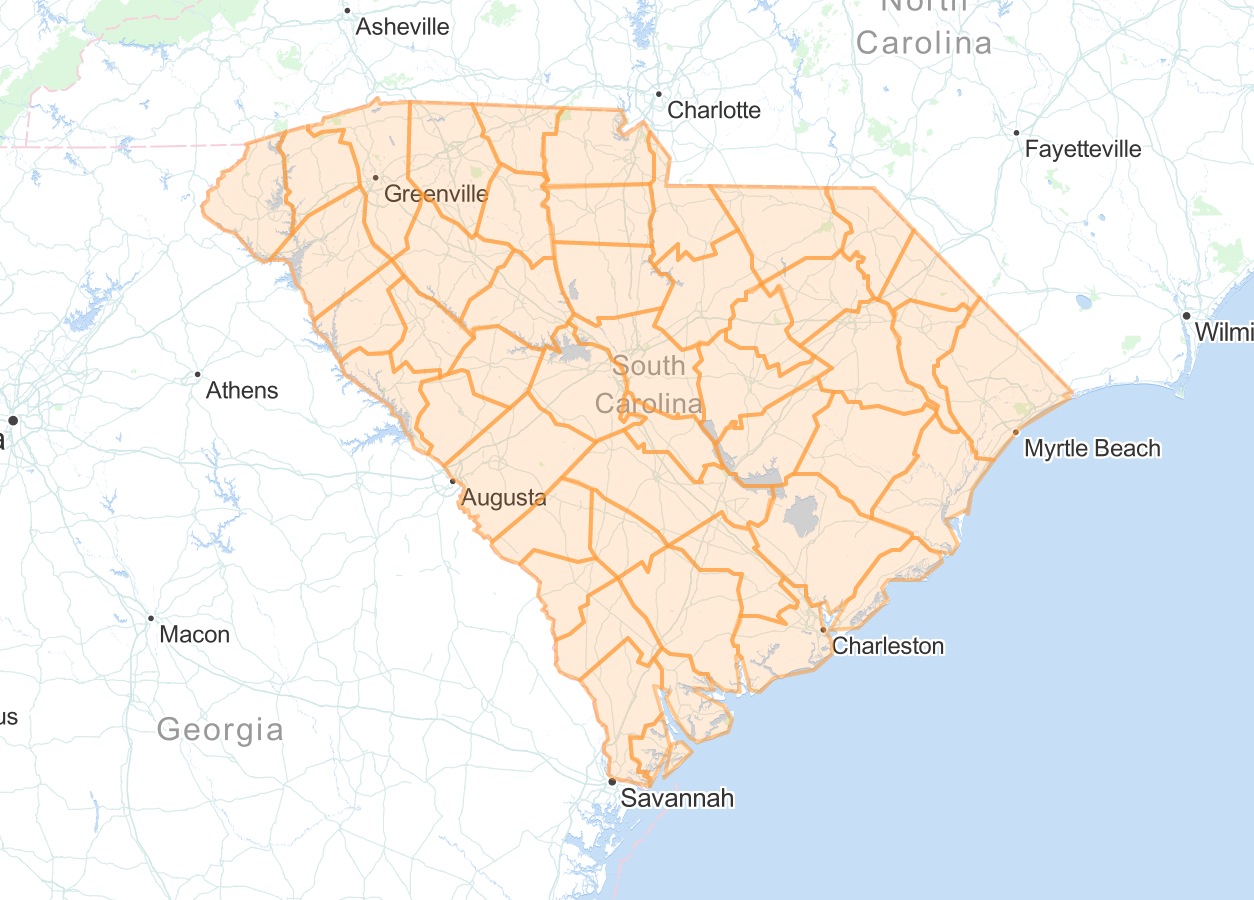 North
Carolina
Asheville
Charlotte
Fayetteville
Greenville
Wilmi
South
Carolina
Athens
a
Myrtle Beach
Augusta
Macon
Charleston
us
Georgia
Savannah